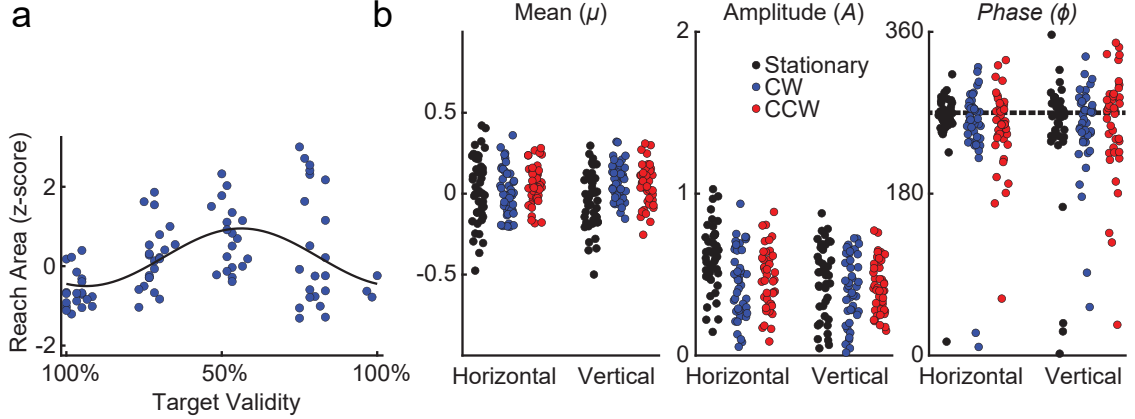 a
Reach Area (z-score)
2
0
-2
100%
50%
100%
Target Validity
b
Mean (μ)
0.5
0
-0.5
Horizontal
Vertical
Amplitude (A)
1
0
2
Stationary
CW
CCW
Horizontal
Vertical
Phase (ϕ)
360
180
0
Horizontal
Vertical